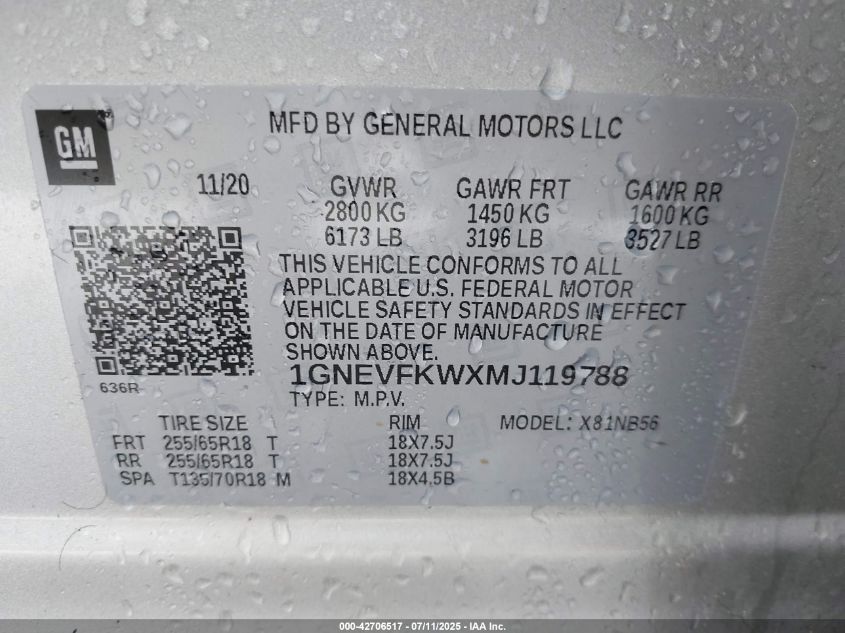 GM
MFD BY GENERAL MOTORS LLC
11/20 GVWR GAWR FRT GAWR RR
2800 KG 1450 KG 1600 KG
6173 LB 3196 LB 3527 LB
THIS VEHICLE CONFORMS TO ALL
APPLICABLE U.S. FEDERAL MOTOR
VEHICLE SAFETY STANDARDS IN EFFECT
ON THE DATE OF MANUFACTURE
SHOWN ABOVE.
636R
1GNEVFKWXMJ119788
TYPE: M.P.V.
TIRE SIZE RIM MODEL: X81NB56
FRT 255/65R18 T 18X7.5J
RR 255/65R18 T 18X7.5J
SPA T135/70R18 M 18X4.5B
000-42706517 - 07/11/2025 - IAA Inc.